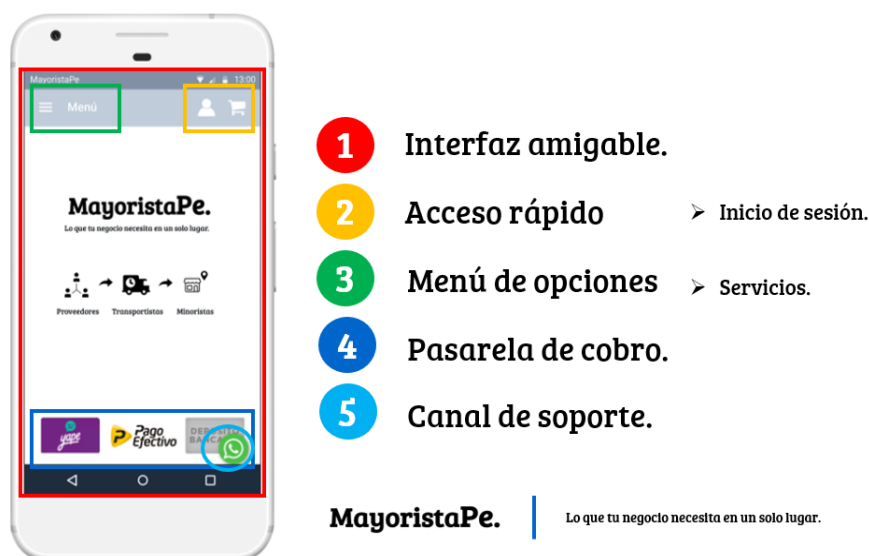 MayoristaPe
13:00
Menú
MayoristaPe.
Lo que tu negocio necesita en un solo lugar.
Proveedores Transportistas Minoristas
yape
Pago
Efectivo
1 Interfaz amigable.
2 Acceso rápido
➢ Inicio de sesión.
3 Menú de opciones
➢ Servicios.
4 Pasarela de cobro.
5 Canal de soporte.
MayoristaPe.
Lo que tu negocio necesita en un solo lugar.